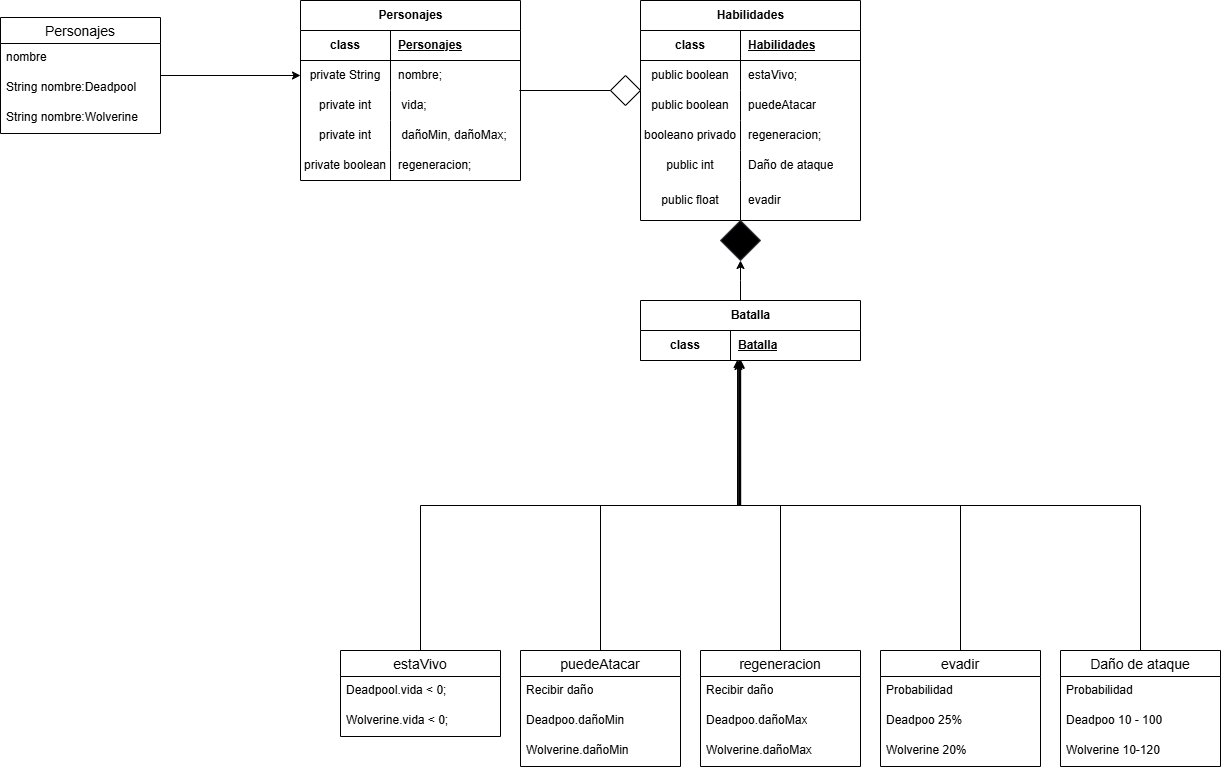 Personajes
nombre
String nombre:Deadpool
String nombre:Wolverine
Personajes
class Personajes
private String nombre;
private int vida;
private int dañoMin, dañoMax;
private boolean regeneracion;
Habilidades
class Habilidades
public boolean estaVivo;
public boolean puedeAtacar
booleano privado regeneracion;
public int Daño de ataque
public float evadir
Batalla
class Batalla
estaVivo
Deadpool.vida < 0;
Wolverine.vida < 0;
puedeAtacar
Recibir daño
Deadpoo.dañoMin
Wolverine.dañoMin
regeneracion
Recibir daño
Deadpoo.dañoMax
Wolverine.dañoMax
evadir
Probabilidad
Deadpoo 25%
Wolverine 20%
Daño de ataque
Probabilidad
Deadpoo 10 - 100
Wolverine 10-120